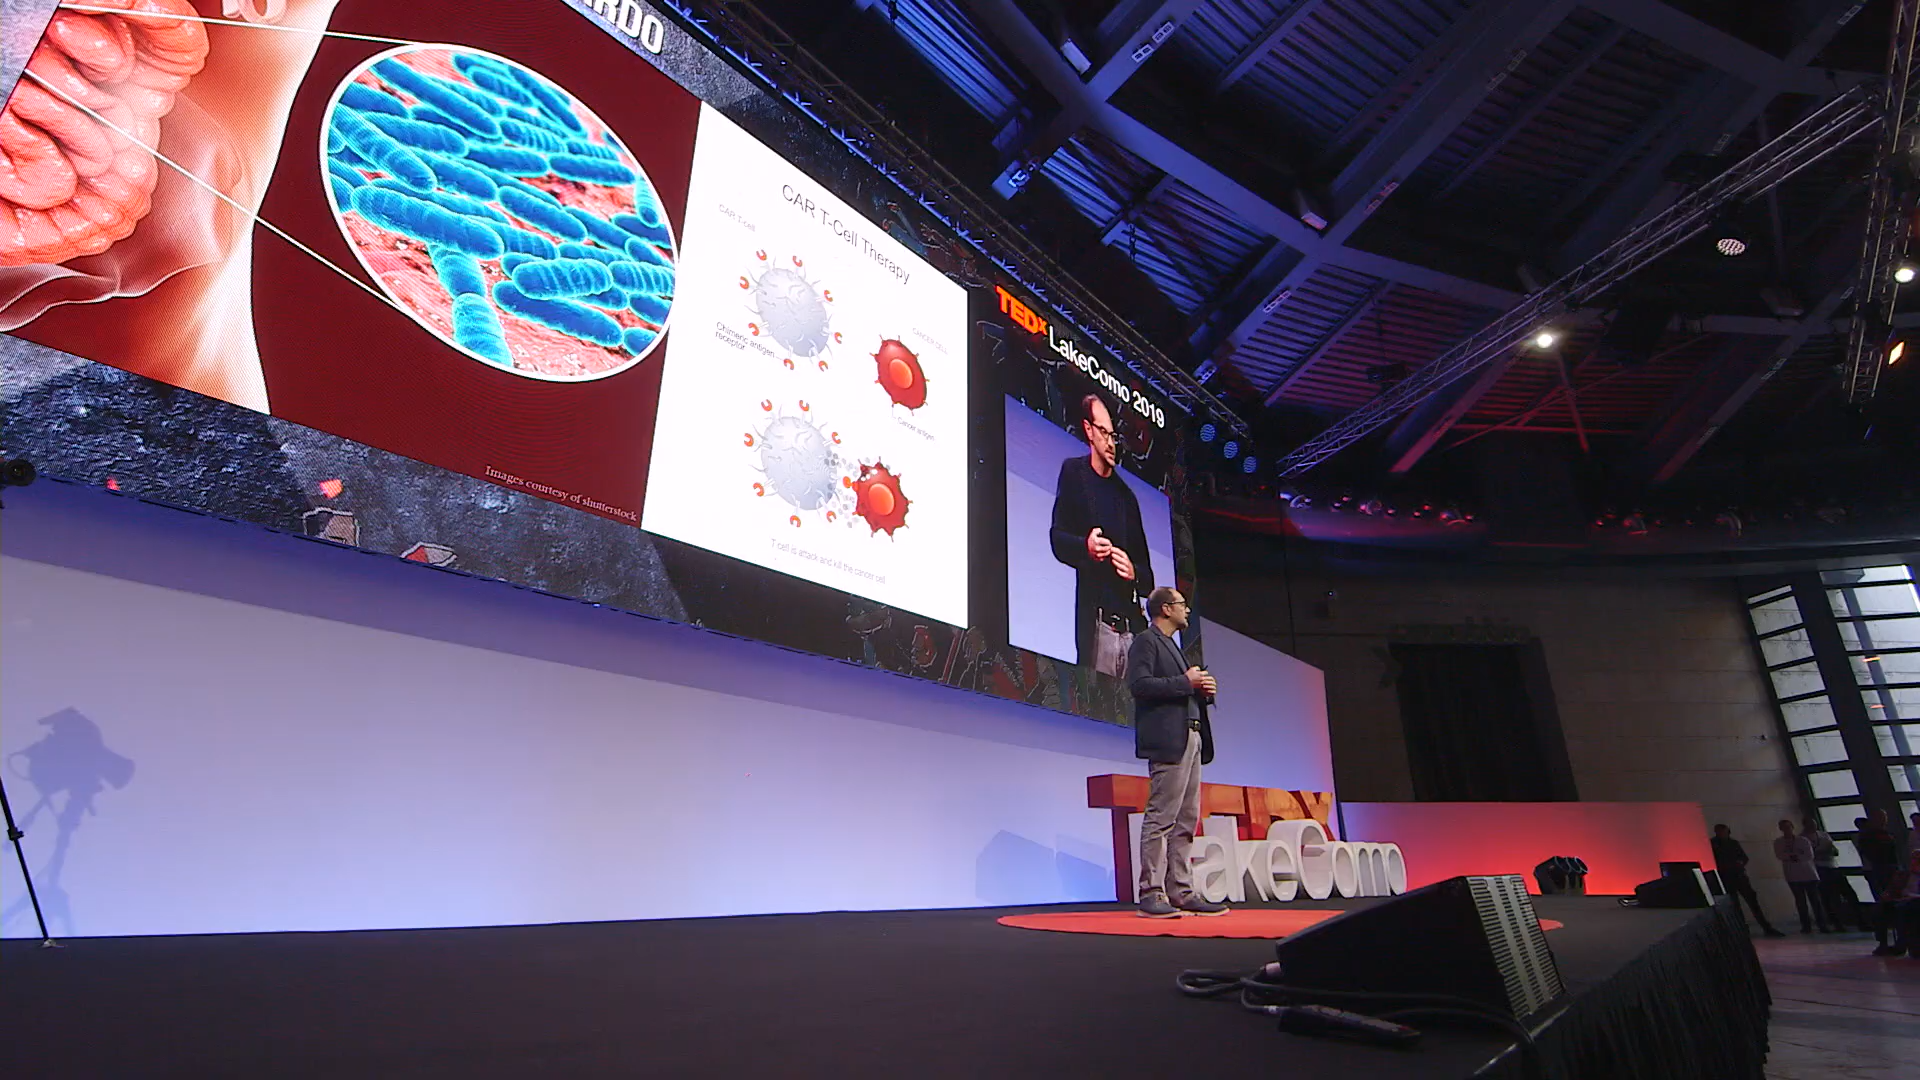 CAR T-Cell Therapy
CAR T-cell
Chimeric antigen
receptor
CANCER CELL
Cancer antigen
T cell is attack and kill the cancer cell
Images courtesy of shutterstock
TEDx
LakeComo 2019
TEDx
LakeComo